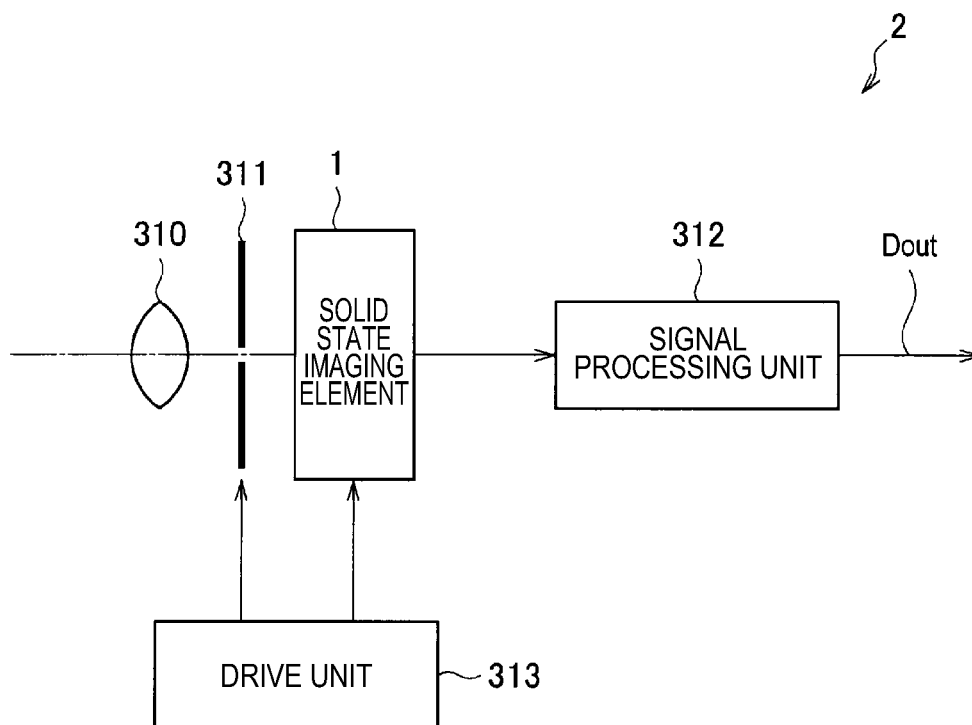 2
1
311
310
312
Dout
SOLID
STATE
IMAGING
ELEMENT
SIGNAL
PROCESSING UNIT
DRIVE UNIT
313